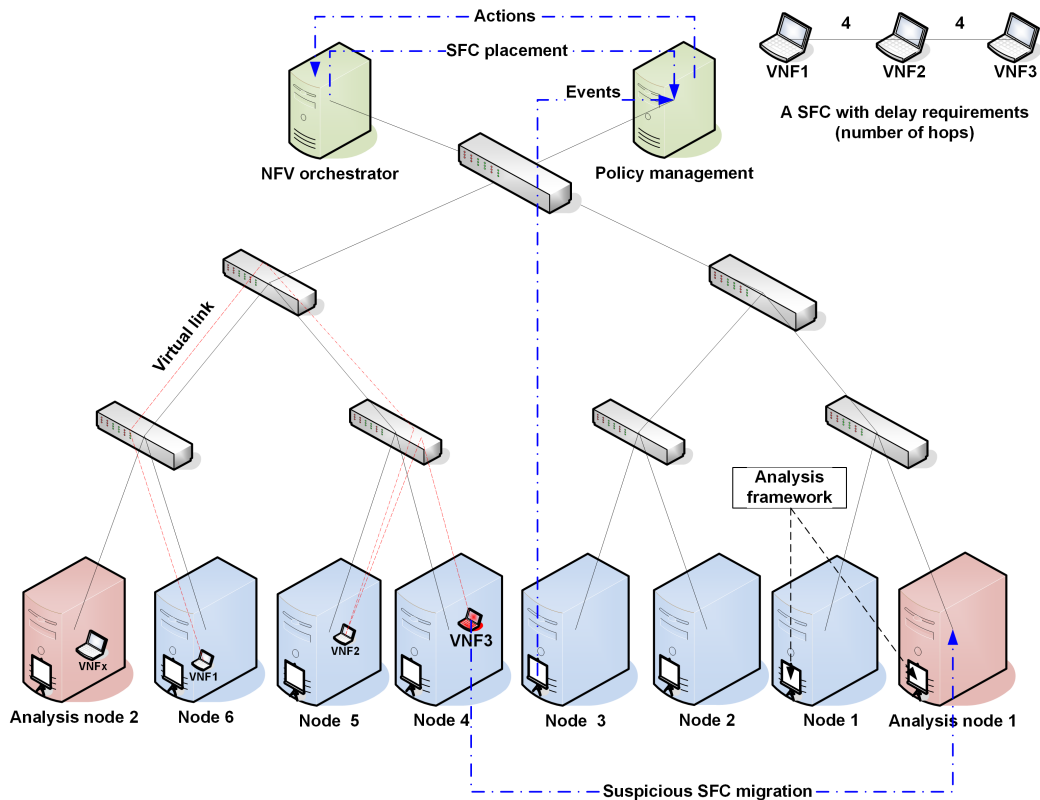 Actions
SFC placement
Events
NFV orchestrator
Policy management
4
4
VNF1
VNF2
VNF3
A SFC with delay requirements
(number of hops)
Virtual link
Analysis
framework
VNFx
VNF1
VNF2
VNF3
Analysis node 2
Node 6
Node 5
Node 4
Node 3
Node 2
Node 1
Analysis node 1
Suspicious SFC migration